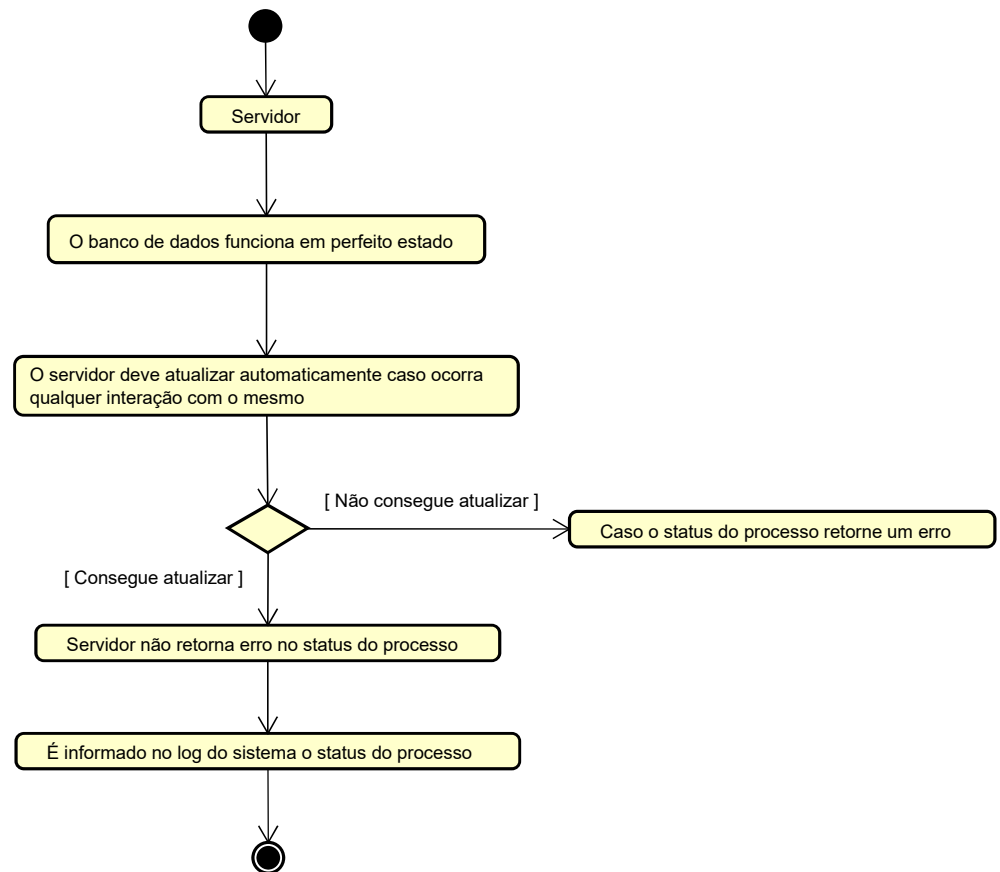 Servidor
O banco de dados funciona em perfeito estado
O servidor deve atualizar automaticamente caso ocorra
qualquer interação com o mesmo
[ Não consegue atualizar ]
Caso o status do processo retorne um erro
[ Consegue atualizar ]
Servidor não retorna erro no status do processo
É informado no log do sistema o status do processo